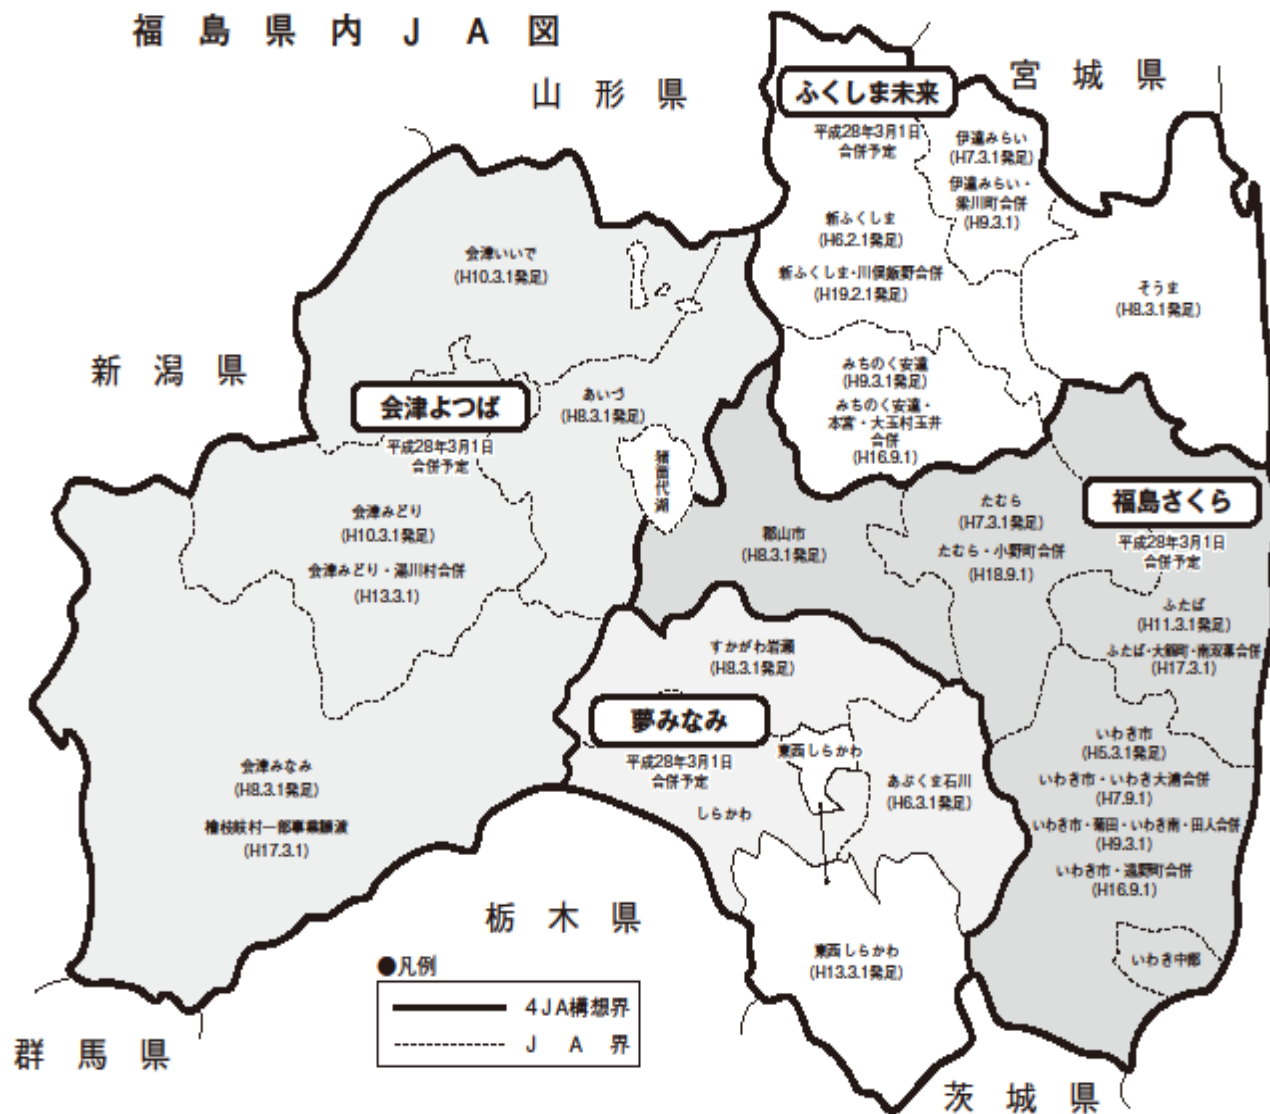 福島県内JA図
山形県
宮城県
新潟県
群馬県
栃木県
茨城県
ふくしま未来
平成28年3月1日
合併予定
伊達みらい
(H7.3.1発足)
伊達みらい・
梁川町合併
(H9.3.1)
新ふくしま
(H6.2.1発足)
新ふくしま・川俣飯野合併
(H19.2.1発足)
そうま
(H8.3.1発足)
みちのく安達
(H9.3.1発足)
みちのく安達・
本宮・大玉村玉井
合併
(H16.9.1)
会津いいで
(H10.3.1発足)
会津よつば
平成28年3月1日
合併予定
あいづ
(H8.3.1発足)
猪苗代湖
会津みどり
(H10.3.1発足)
会津みどり・湯川村合併
(H13.3.1)
会津みなみ
(H8.3.1発足)
檜枝岐村一部事業譲渡
(H17.3.1)
福島さくら
平成28年3月1日
合併予定
郡山市
(H8.3.1発足)
たむら
(H7.3.1発足)
たむら・小野町合併
(H18.9.1)
ふたば
(H11.3.1発足)
ふたば・大熊町・南双葉合併
(H17.3.1)
いわき市
(H5.3.1発足)
いわき市・いわき大浦合併
(H7.9.1)
いわき市・菊田・いわき南・田人合併
(H9.3.1)
いわき市・遠野町合併
(H16.9.1)
いわき中部
すかがわ岩瀬
(H8.3.1発足)
夢みなみ
平成28年3月1日
合併予定
しらかわ
東西しらかわ
あぶくま石川
(H6.3.1発足)
東西しらかわ
(H13.3.1発足)
●凡例
4JA構想界
JA界